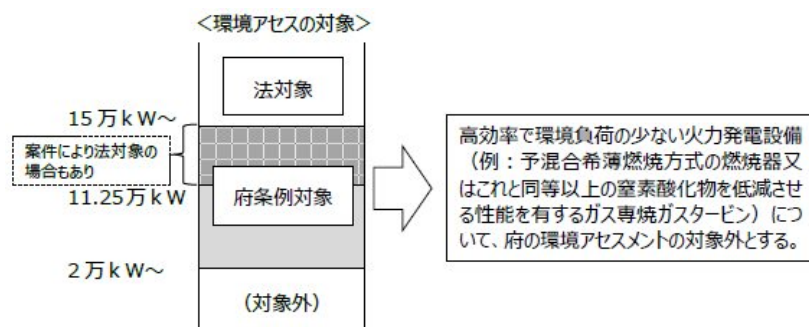 ＜環境アセスの対象＞
法対象
15万kW～
案件により法対象の
場合もあり
11.25万kW
府条例対象
2万kW～
（対象外）
高効率で環境負荷の少ない火力発電設備
（例：予混合希薄燃焼方式の燃焼器又
はこれと同等以上の窒素酸化物を低減させ
る性能を有するガス専焼ガスタービン）につ
いて、府の環境アセスメントの対象外とする。